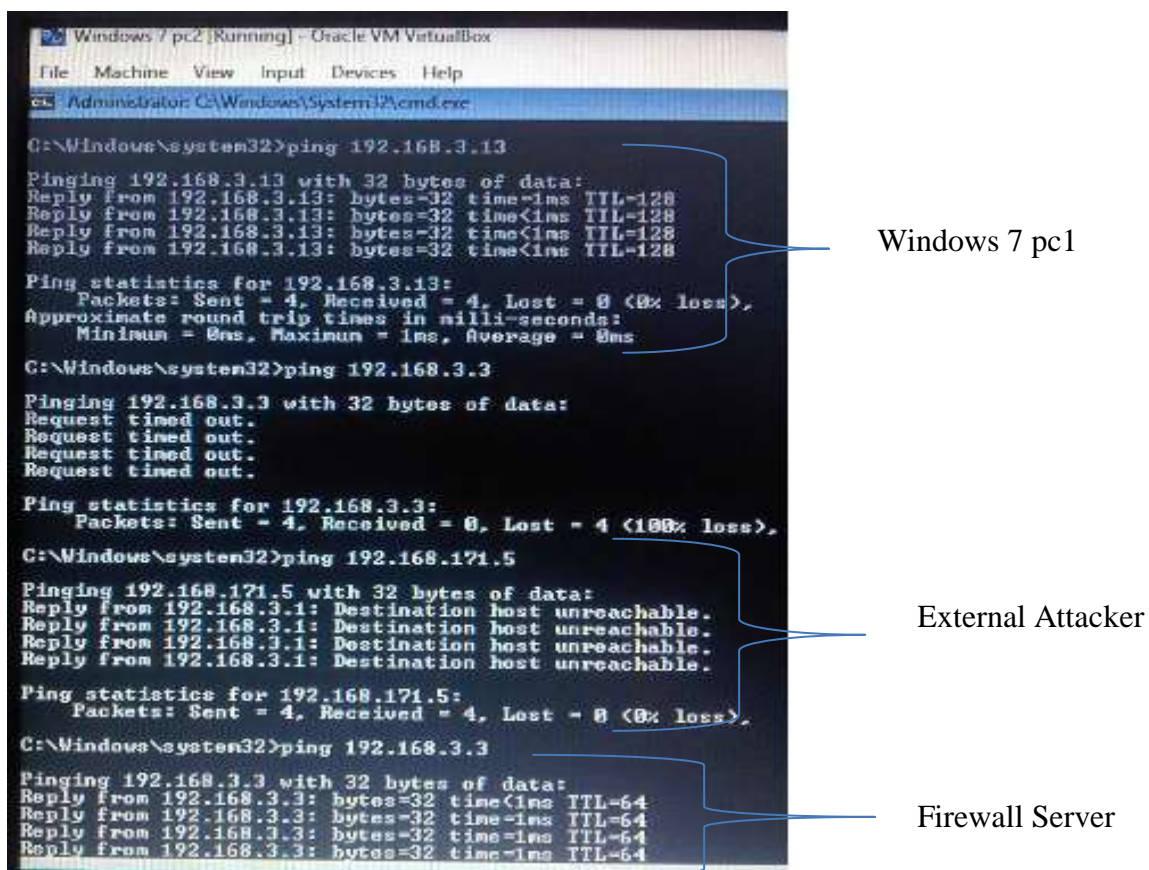 Windows 7 pc2 [Running] - Oracle VM VirtualBox
File Machine View Input Devices Help
Administrator: C:\Windows\System32\cmd.exe
C:\Windows\system32>ping 192.168.3.13
Pinging 192.168.3.13 with 32 bytes of data:
Reply from 192.168.3.13: bytes=32 time=1ms TTL=128
Reply from 192.168.3.13: bytes=32 time<1ms TTL=128
Reply from 192.168.3.13: bytes=32 time<1ms TTL=128
Reply from 192.168.3.13: bytes=32 time<1ms TTL=128
Ping statistics for 192.168.3.13:
Packets: Sent = 4, Received = 4, Lost = 0 (0% loss),
Approximate round trip times in milli-seconds:
Minimum = 0ms, Maximum = 1ms, Average = 0ms
Windows 7 pc1
C:\Windows\system32>ping 192.168.3.3
Pinging 192.168.3.3 with 32 bytes of data:
Request timed out.
Request timed out.
Request timed out.
Request timed out.
Ping statistics for 192.168.3.3:
Packets: Sent = 4, Received = 0, Lost = 4 (100% loss),
C:\Windows\system32>ping 192.168.171.5
Pinging 192.168.171.5 with 32 bytes of data:
Reply from 192.168.3.1: Destination host unreachable.
Reply from 192.168.3.1: Destination host unreachable.
Reply from 192.168.3.1: Destination host unreachable.
Reply from 192.168.3.1: Destination host unreachable.
Ping statistics for 192.168.171.5:
Packets: Sent = 4, Received = 4, Lost = 0 (0% loss),
External Attacker
C:\Windows\system32>ping 192.168.3.3
Pinging 192.168.3.3 with 32 bytes of data:
Reply from 192.168.3.3: bytes=32 time<1ms TTL=64
Reply from 192.168.3.3: bytes=32 time=1ms TTL=64
Reply from 192.168.3.3: bytes=32 time=1ms TTL=64
Reply from 192.168.3.3: bytes=32 time=1ms TTL=64
Firewall Server